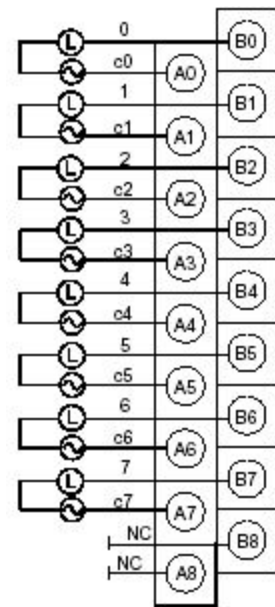 L 0 B0
c0 A0
L 1 B1
c1 A1
L 2 B2
c2 A2
L 3 B3
c3 A3
L 4 B4
c4 A4
L 5 B5
c5 A5
L 6 B6
c6 A6
L 7 B7
c7 A7
NC B8
NC A8